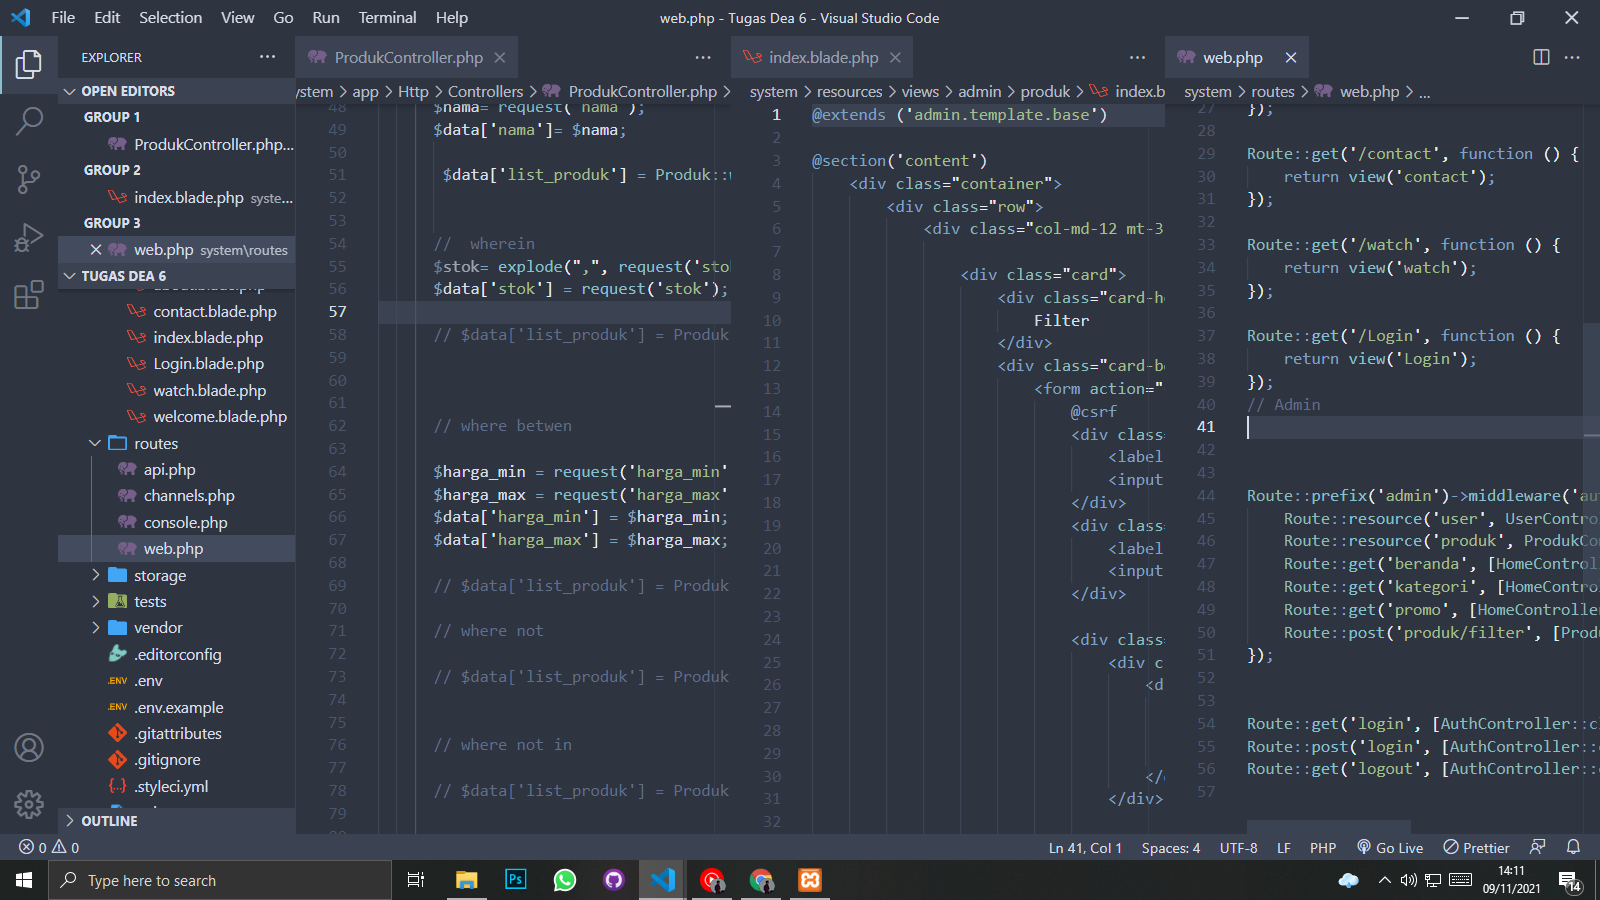 File Edit Selection View Go Run Terminal Help
web.php - Tugas Dea 6 - Visual Studio Code
EXPLORER
OPEN EDITORS
GROUP 1
ProdukController.php...
GROUP 2
index.blade.php syste...
GROUP 3
web.php system\routes
TUGAS DEA 6
contact.blade.php
index.blade.php
Login.blade.php
watch.blade.php
welcome.blade.php
routes
api.php
channels.php
console.php
web.php
storage
tests
vendor
.editorconfig
.env
.env.example
.gitattributes
.gitignore
.styleci.yml
OUTLINE
ProdukController.php
ystem > app > Http > Controllers > ProdukController.php >
48 $nama= request('nama');
49 $data['nama']= $nama;
50
51 $data['list_produk'] = Produk::
52
53
54 // wherein
55 $stok= explode(",", request('sto
56 $data['stok'] = request('stok');
57
58 // $data['list_produk'] = Produk
59
60
61
62 // where betwen
63
64 $harga_min = request('harga_min'
65 $harga_max = request('harga_max'
66 $data['harga_min'] = $harga_min;
67 $data['harga_max'] = $harga_max;
68
69 // $data['list_produk'] = Produk
70
71 // where not
72
73 // $data['list_produk'] = Produk
74
75
76 // where not in
77
78 // $data['list_produk'] = Produk
79
index.blade.php
system > resources > views > admin > produk > index.b
1 @extends ('admin.template.base')
2
3 @section('content')
4 <div class="container">
5 <div class="row">
6 <div class="col-md-12 mt-3
7
8 <div class="card">
9 <div class="card-h
10 Filter
11 </div>
12 <div class="card-b
13 <form action="
14 @csrf
15 <div class=
16 <label
17 <input
18 </div>
19 <div class=
20 <label
21 <input
22 </div>
23
24 <div class=
25 <div c
26 <d
27
28
29
30 </
31 </div>
32
web.php
system > routes > web.php > ...
27 });
28
29 Route::get('/contact', function () {
30 return view('contact');
31 });
32
33 Route::get('/watch', function () {
34 return view('watch');
35 });
36
37 Route::get('/Login', function () {
38 return view('Login');
39 });
40 // Admin
41
42
43
44 Route::prefix('admin')->middleware('au
45 Route::resource('user', UserContro
46 Route::resource('produk', ProdukCo
47 Route::get('beranda', [HomeControl
48 Route::get('kategori', [HomeContro
49 Route::get('promo', [HomeController
50 Route::post('produk/filter', [Prod
51 });
52
53
54 Route::get('login', [AuthController::
55 Route::post('login', [AuthController::
56 Route::get('logout', [AuthController::
57
0 0
Ln 41, Col 1 Spaces: 4 UTF-8 LF PHP Go Live Prettier
Type here to search
Ps
14:11
09/11/2021
14